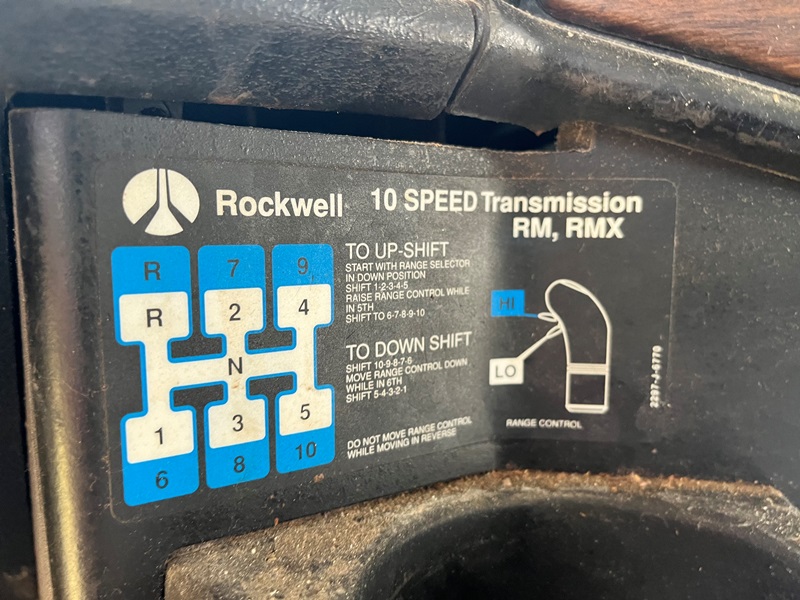 Rockwell 10 SPEED Transmission
RM, RMX
R 7 9
R 2 4
N
1 3 5
6 8 10
TO UP-SHIFT
START WITH RANGE SELECTOR
IN DOWN POSITION
SHIFT 1-2-3-4-5
RAISE RANGE CONTROL WHILE
IN 5TH
SHIFT TO 6-7-8-9-10
TO DOWN SHIFT
SHIFT 10-9-8-7-6
MOVE RANGE CONTROL DOWN
WHILE IN 6TH
SHIFT 5-4-3-2-1
DO NOT MOVE RANGE CONTROL
WHILE MOVING IN REVERSE
HI
LO
RANGE CONTROL
2297-J-6770